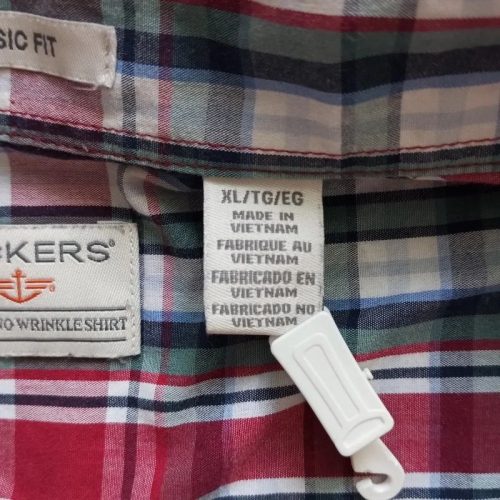 SIC FIT
XL/TG/EG
MADE IN
VIETNAM
FABRIQUE AU
VIETNAM
FABRICADO EN
VIETNAM
FABRICADO NO
VIETNAM
CKERS®
NO WRINKLE SHIRT